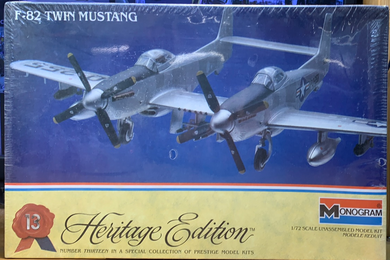 F-82 TWIN MUSTANG
13
Heritage Edition™
NUMBER THIRTEEN IN A SPECIAL COLLECTION OF PRESTIGE MODEL KITS
MONOGRAM
1/72 SCALE UNASSEMBLED MODEL KIT
MODELE REDUIT